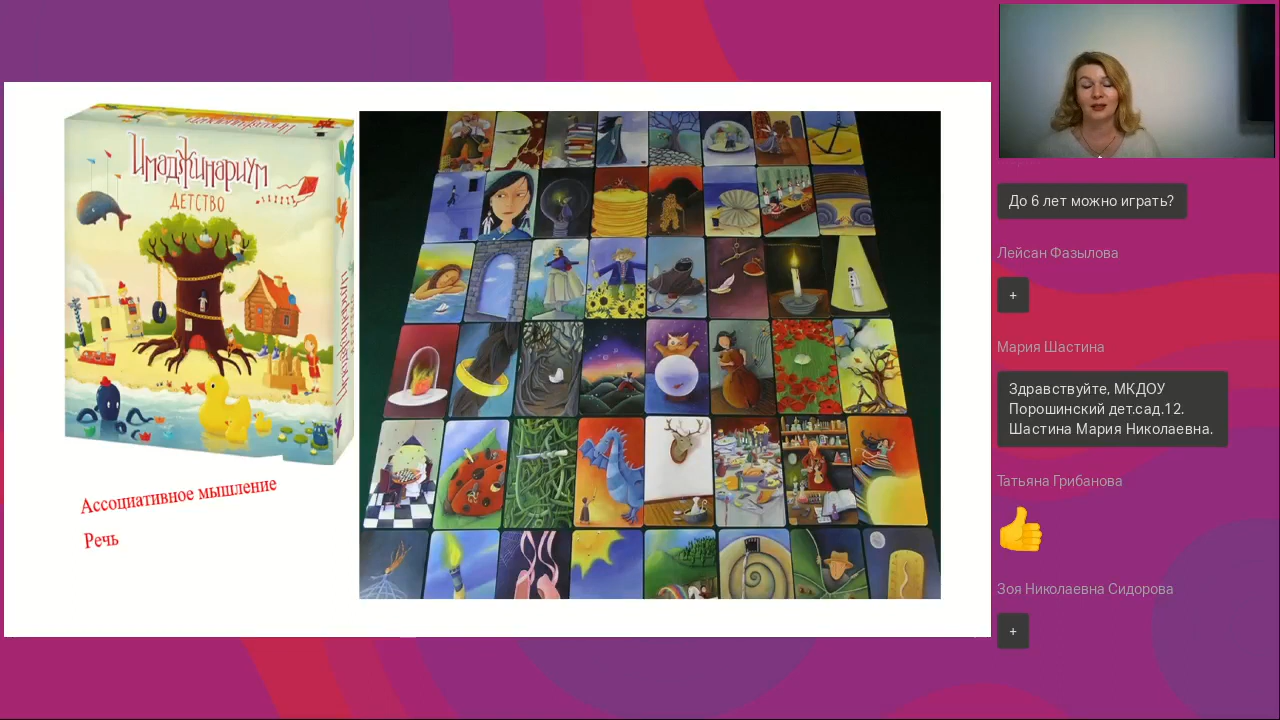 Имаджинариум
ДЕТСТВО
Ассоциативное мышление
Речь
До 6 лет можно играть?
Лейсан Фазылова
+
Мария Шастина
Здравствуйте, МКДОУ
Порошинский дет.сад.12.
Шастина Мария Николаевна.
Татьяна Грибанова
Зоя Николаевна Сидорова
+